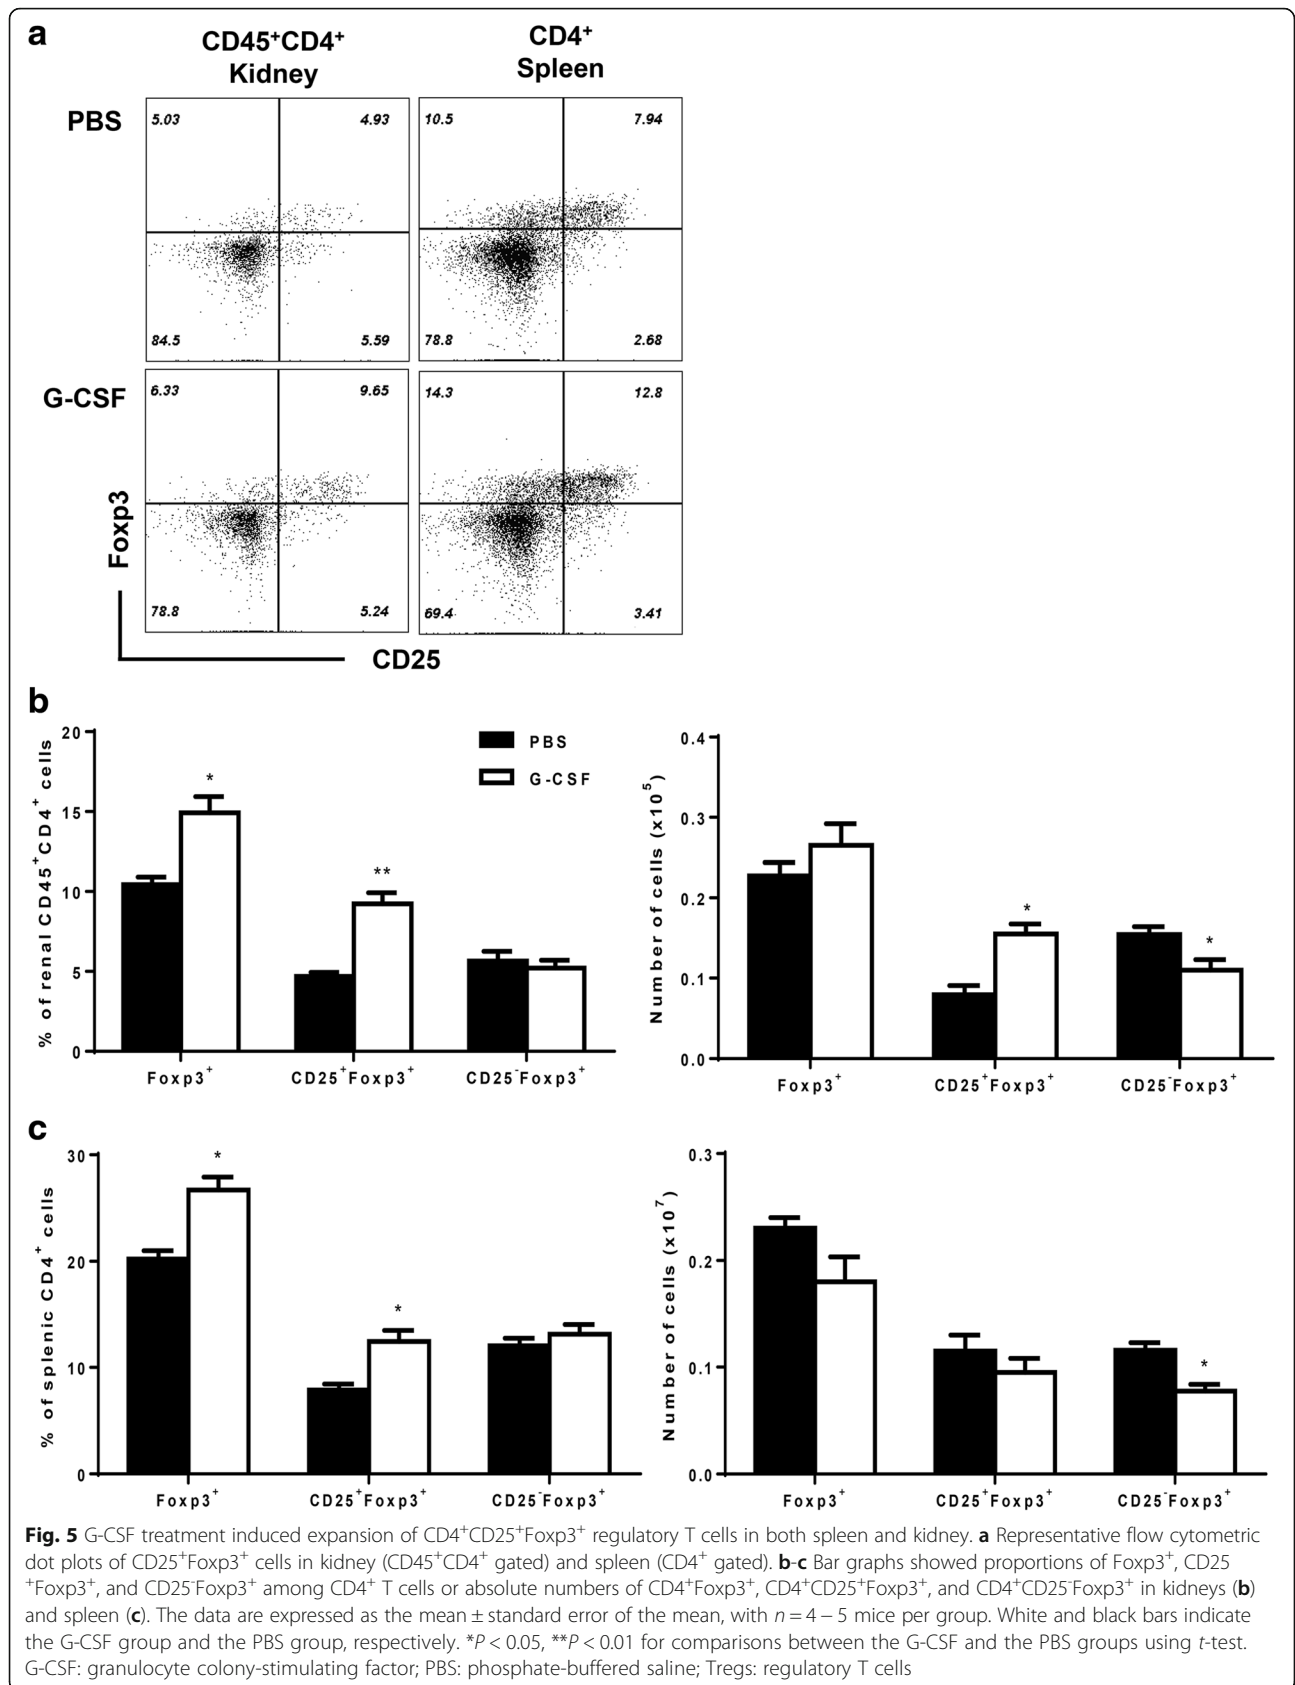 a
CD45⁺CD4⁺
Kidney
CD4⁺
Spleen
PBS
5.03 4.93
84.5 5.59
10.5 7.94
78.8 2.68
G-CSF
6.33 9.65
78.8 5.24
14.3 12.8
69.4 3.41
Foxp3
CD25
b
% of renal CD45⁺CD4⁺ cells
20
15
10
5
0
PBS
G-CSF
*
**
Foxp3⁺ CD25⁺Foxp3⁺ CD25⁻Foxp3⁺
Number of cells (x10⁵)
0.4
0.3
0.2
0.1
0.0
*
*
Foxp3⁺ CD25⁺Foxp3⁺ CD25⁻Foxp3⁺
c
% of splenic CD4⁺ cells
30
20
10
0
*
*
Foxp3⁺ CD25⁺Foxp3⁺ CD25⁻Foxp3⁺
Number of cells (x10⁷)
0.3
0.2
0.1
0.0
*
Foxp3⁺ CD25⁺Foxp3⁺ CD25⁻Foxp3⁺
Fig. 5 G-CSF treatment induced expansion of CD4⁺CD25⁺Foxp3⁺ regulatory T cells in both spleen and kidney. a Representative flow cytometric
dot plots of CD25⁺Foxp3⁺ cells in kidney (CD45⁺CD4⁺ gated) and spleen (CD4⁺ gated). b-c Bar graphs showed proportions of Foxp3⁺, CD25
⁺Foxp3⁺, and CD25⁻Foxp3⁺ among CD4⁺ T cells or absolute numbers of CD4⁺Foxp3⁺, CD4⁺CD25⁺Foxp3⁺, and CD4⁺CD25⁻Foxp3⁺ in kidneys (b)
and spleen (c). The data are expressed as the mean ± standard error of the mean, with n = 4 − 5 mice per group. White and black bars indicate
the G-CSF group and the PBS group, respectively. *P < 0.05, **P < 0.01 for comparisons between the G-CSF and the PBS groups using t-test.
G-CSF: granulocyte colony-stimulating factor; PBS: phosphate-buffered saline; Tregs: regulatory T cells